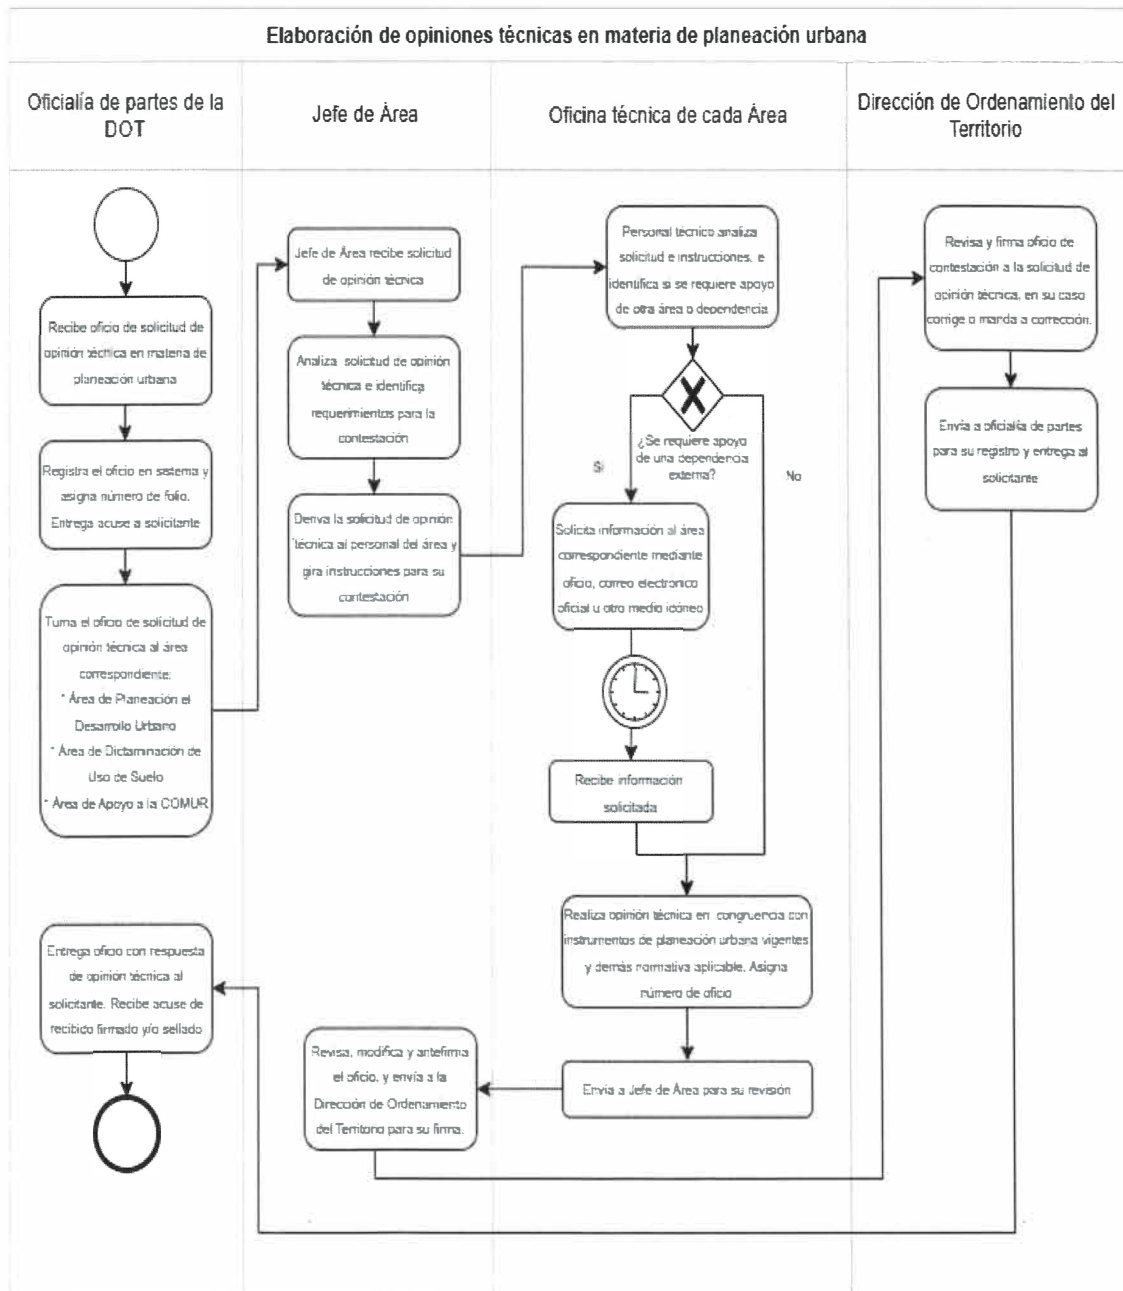 Elaboración de opiniones técnicas en materia de planeación urbana
Oficialía de partes de la
DOT
Jefe de Área
Oficina técnica de cada Área
Dirección de Ordenamiento del
Territorio
Recibe oficio de solicitud de
opinión técnica en materia de
planeación urbana
Registra el oficio en sistema y
asigna número de folio.
Entrega acuse a solicitante
Turna el oficio de solicitud de
opinión técnica al área
correspondiente:
* Área de Planeación el
Desarrollo Urbano
* Área de Dictaminación de
Uso de Suelo
* Área de Apoyo a la COMUR
Entrega oficio con respuesta
de opinión técnica al
solicitante. Recibe acuse de
recibido firmado y/o sellado
Jefe de Área recibe solicitud
de opinión técnica
Analiza solicitud de opinión
técnica e identifica
requerimientos para la
contestación
Deriva la solicitud de opinión
técnica al personal del área y
gira instrucciones para su
contestación
Revisa, modifica y antefirma
el oficio, y envía a la
Dirección de Ordenamiento
del Territorio para su firma.
Personal técnico analiza
solicitud e instrucciones, e
identifica si se requiere apoyo
de otra área o dependencia
¿Se requiere apoyo
de una dependencia
externa?
Si
No
Solicita información al área
correspondiente mediante
oficio, correo electrónico
oficial u otro medio idóneo
Recibe información
solicitada
Realiza opinión técnica en congruencia con
instrumentos de planeación urbana vigentes
y demás normativa aplicable. Asigna
número de oficio
Envía a Jefe de Área para su revisión
Revisa y firma oficio de
contestación a la solicitud de
opinión técnica, en su caso
corrige o manda a corrección.
Envía a oficialía de partes
para su registro y entrega al
solicitante